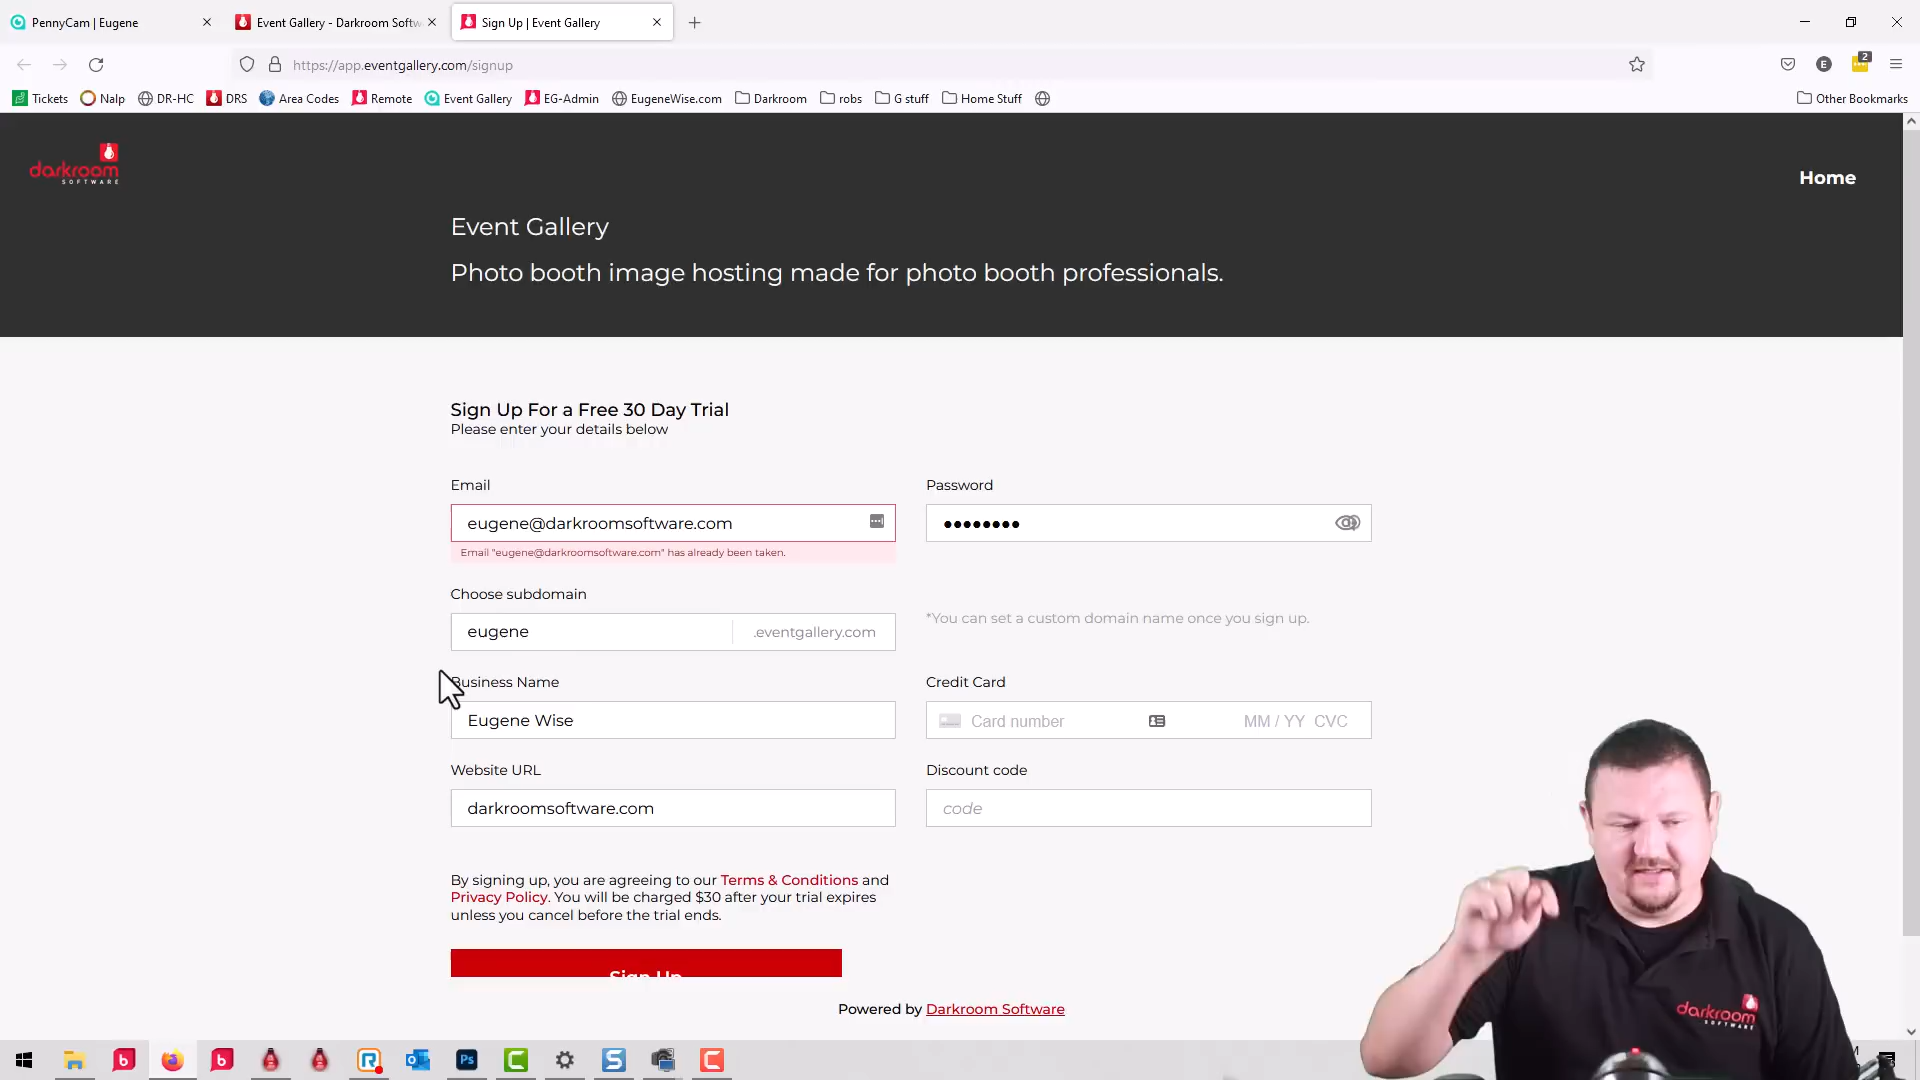 PennyCam | Eugene
Event Gallery - Darkroom Softw
Sign Up | Event Gallery
https://app.eventgallery.com/signup
E
2
Tickets
Nalp
DR-HC
DRS
Area Codes
Remote
Event Gallery
EG-Admin
EugeneWise.com
Darkroom
robs
G stuff
Home Stuff
Other Bookmarks
darkroom
SOFTWARE
Home
Event Gallery
Photo booth image hosting made for photo booth professionals.
Sign Up For a Free 30 Day Trial
Please enter your details below
Email
Password
eugene@darkroomsoftware.com
Email "eugene@darkroomsoftware.com" has already been taken.
Choose subdomain
eugene
.eventgallery.com
*You can set a custom domain name once you sign up.
Business Name
Credit Card
Eugene Wise
Card number
MM / YY CVC
Website URL
Discount code
darkroomsoftware.com
code
By signing up, you are agreeing to our Terms & Conditions and
Privacy Policy. You will be charged $30 after your trial expires
unless you cancel before the trial ends.
Sign Up
Powered by Darkroom Software
darkroom
SOFTWARE
b
b
R
Ps
C
S
C